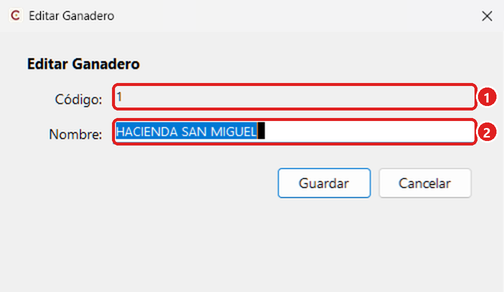 Editar Ganadero
Editar Ganadero
Código: 1 1
Nombre: HACIENDA SAN MIGUEL 2
Guardar Cancelar